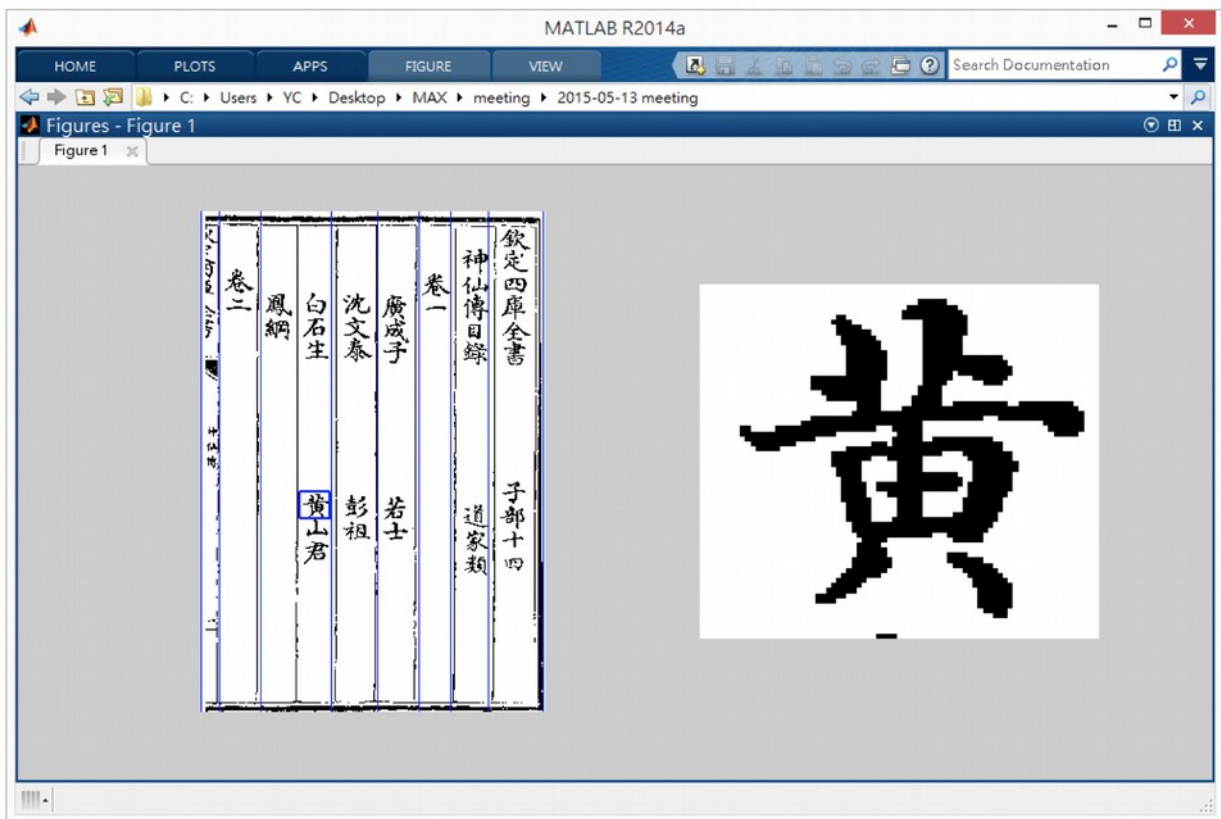 MATLAB R2014a
HOME PLOTS APPS FIGURE VIEW Search Documentation
C: Users YC Desktop MAX meeting 2015-05-13 meeting
Figures - Figure 1
Figure 1
欽定四庫全書 子部十四
神仙傳目錄 道家類
卷一
廣成子 若士
沈文泰 彭祖
白石生 黄山君
鳳綱
卷二
黄